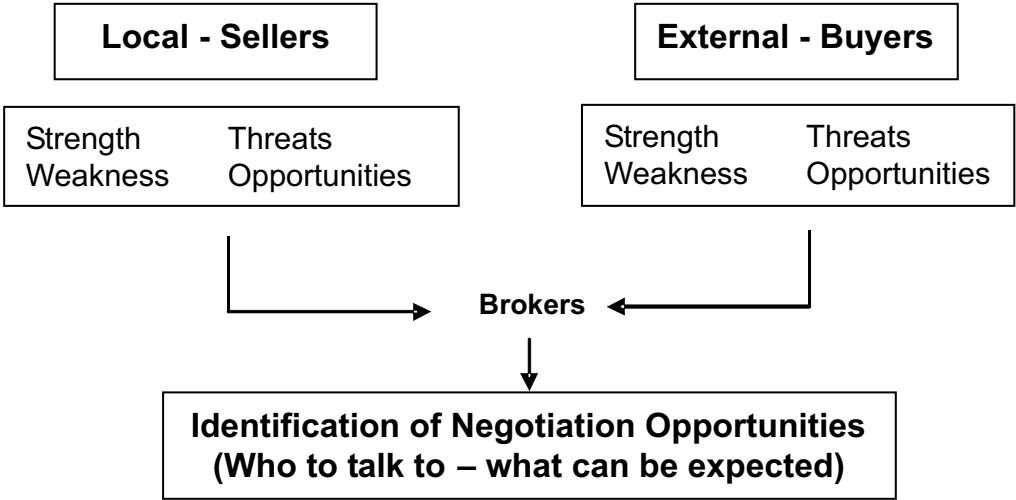 Local - Sellers
External - Buyers
Strength Threats
Weakness Opportunities
Strength Threats
Weakness Opportunities
Brokers
Identification of Negotiation Opportunities
(Who to talk to – what can be expected)